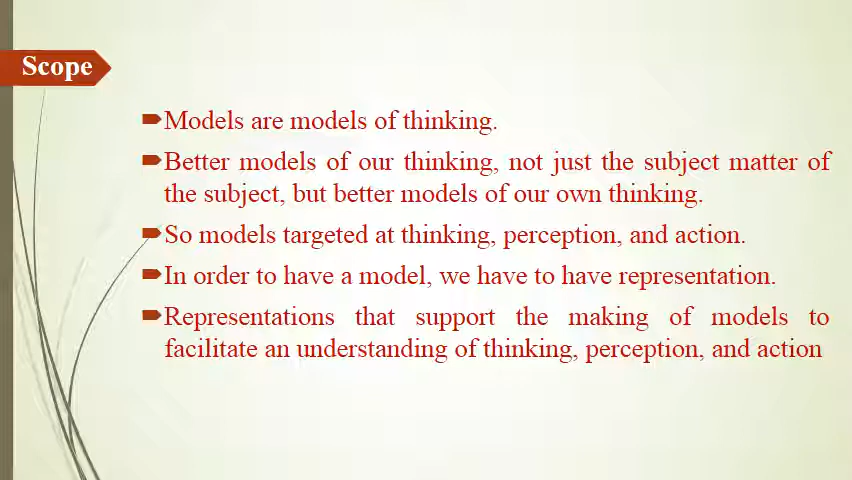 Scope
Models are models of thinking.
Better models of our thinking, not just the subject matter of
the subject, but better models of our own thinking.
So models targeted at thinking, perception, and action.
In order to have a model, we have to have representation.
Representations that support the making of models to
facilitate an understanding of thinking, perception, and action